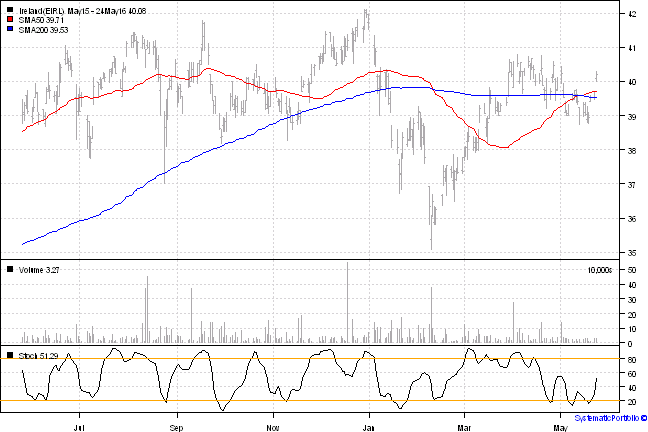 Ireland(EIRL) May15 - 24May16 40.08
SMA50 39.71
SMA200 39.53
42
41
40
39
38
37
36
35
Volume 3.27
10,000s
50
40
30
20
10
0
Stoch 51.29
80
60
40
20
Jul
Sep
Nov
Jan
Mar
May
SystematicPortfolio ©